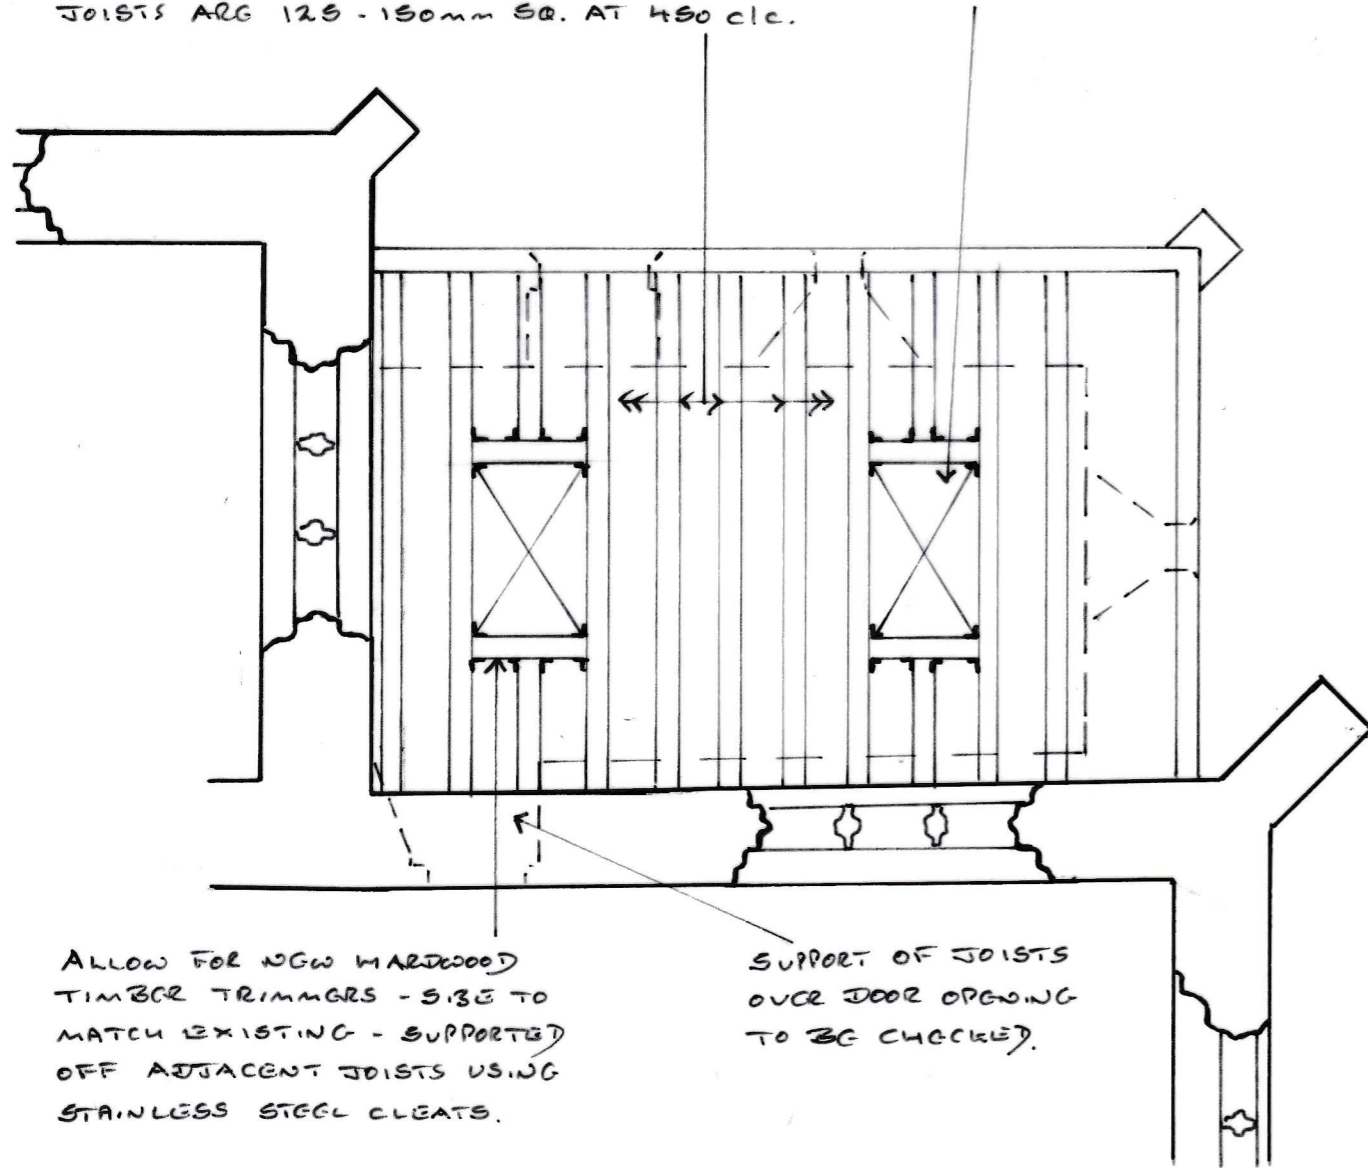 JOISTS ARE 125 - 150mm SQ. AT 450 c/c.
ALLOW FOR NEW HARDWOOD
TIMBER TRIMMERS - SIZE TO
MATCH EXISTING - SUPPORTED
OFF ADJACENT JOISTS USING
STAINLESS STEEL CLEATS.
SUPPORT OF JOISTS
OVER DOOR OPENING
TO BE CHECKED.